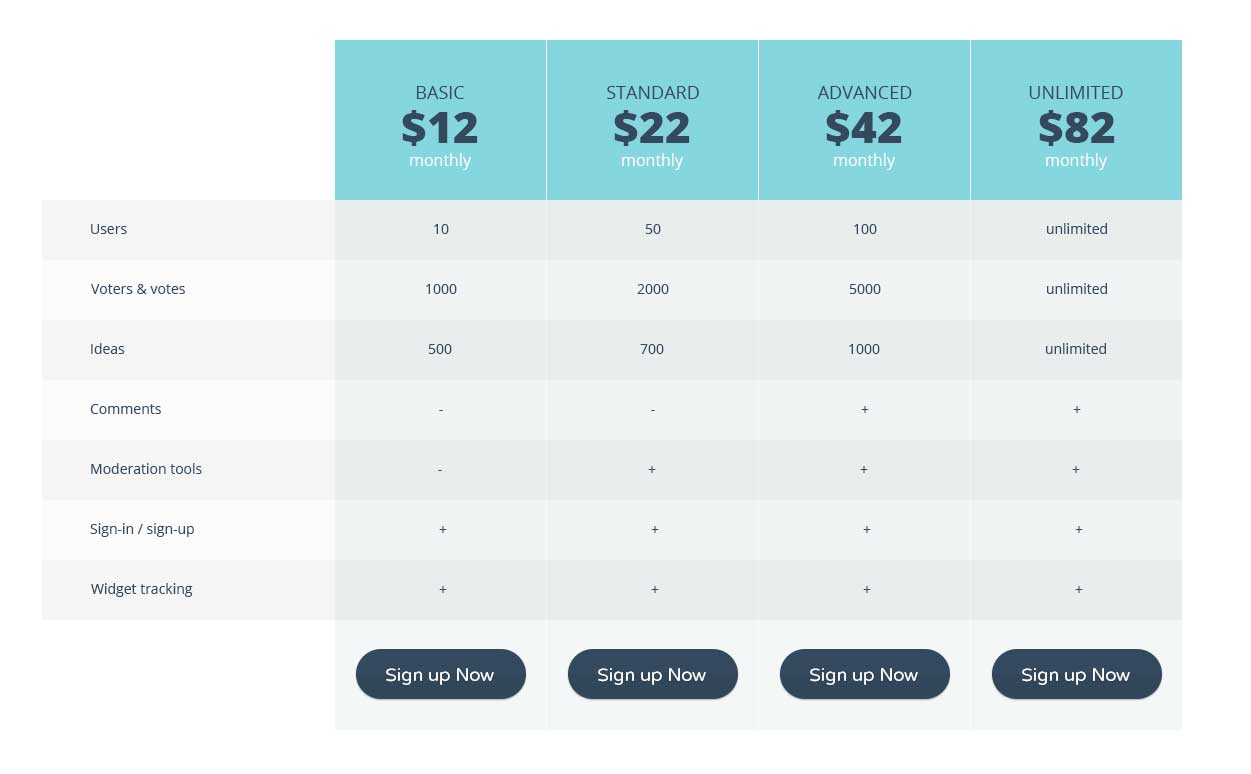 BASIC STANDARD ADVANCED UNLIMITED
$12 $22 $42 $82
monthly monthly monthly monthly
Users 10 50 100 unlimited
Voters & votes 1000 2000 5000 unlimited
Ideas 500 700 1000 unlimited
Comments - - + +
Moderation tools - + + +
Sign-in / sign-up + + + +
Widget tracking + + + +
Sign up Now Sign up Now Sign up Now Sign up Now